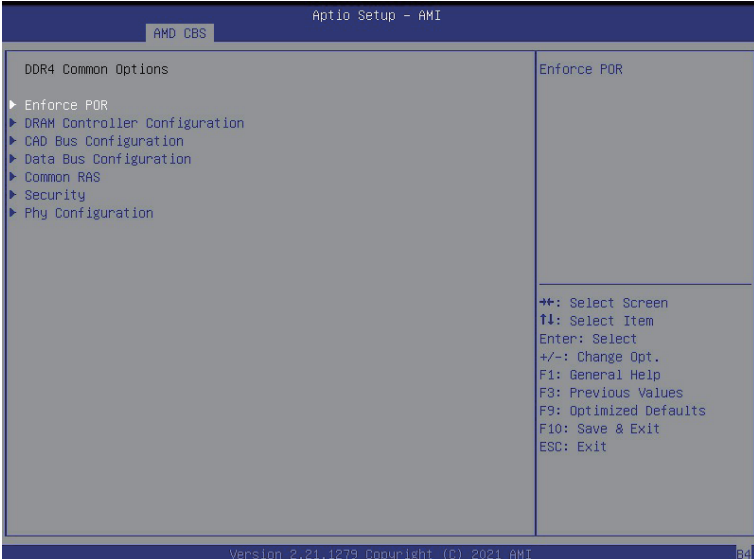 Aptio Setup – AMI
AMD CBS
DDR4 Common Options
Enforce POR
DRAM Controller Configuration
CAD Bus Configuration
Data Bus Configuration
Common RAS
Security
Phy Configuration
Enforce POR
→←: Select Screen
↑↓: Select Item
Enter: Select
+/-: Change Opt.
F1: General Help
F3: Previous Values
F9: Optimized Defaults
F10: Save & Exit
ESC: Exit
Version 2.21.1279 Copyright (C) 2021 AMI
B4